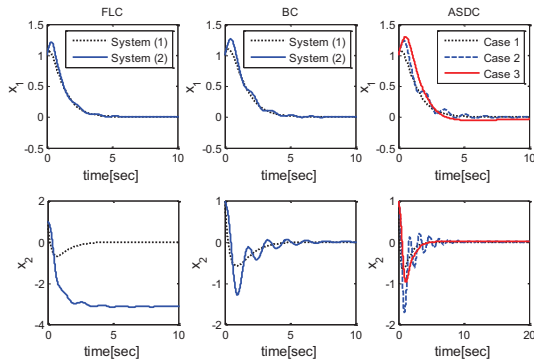 FLC
1.5
1
0.5
0
-0.5
x1
System (1)
System (2)
0
5
10
time[sec]
BC
1.5
1
0.5
0
-0.5
x1
System (1)
System (2)
0
5
10
time[sec]
ASDC
1.5
1
0.5
0
-0.5
x1
Case 1
Case 2
Case 3
0
5
10
time[sec]
2
0
-2
-4
x2
0
5
10
time[sec]
1
0
-1
-2
x2
0
5
10
time[sec]
1
0
-1
-2
x2
0
10
20
time[sec]